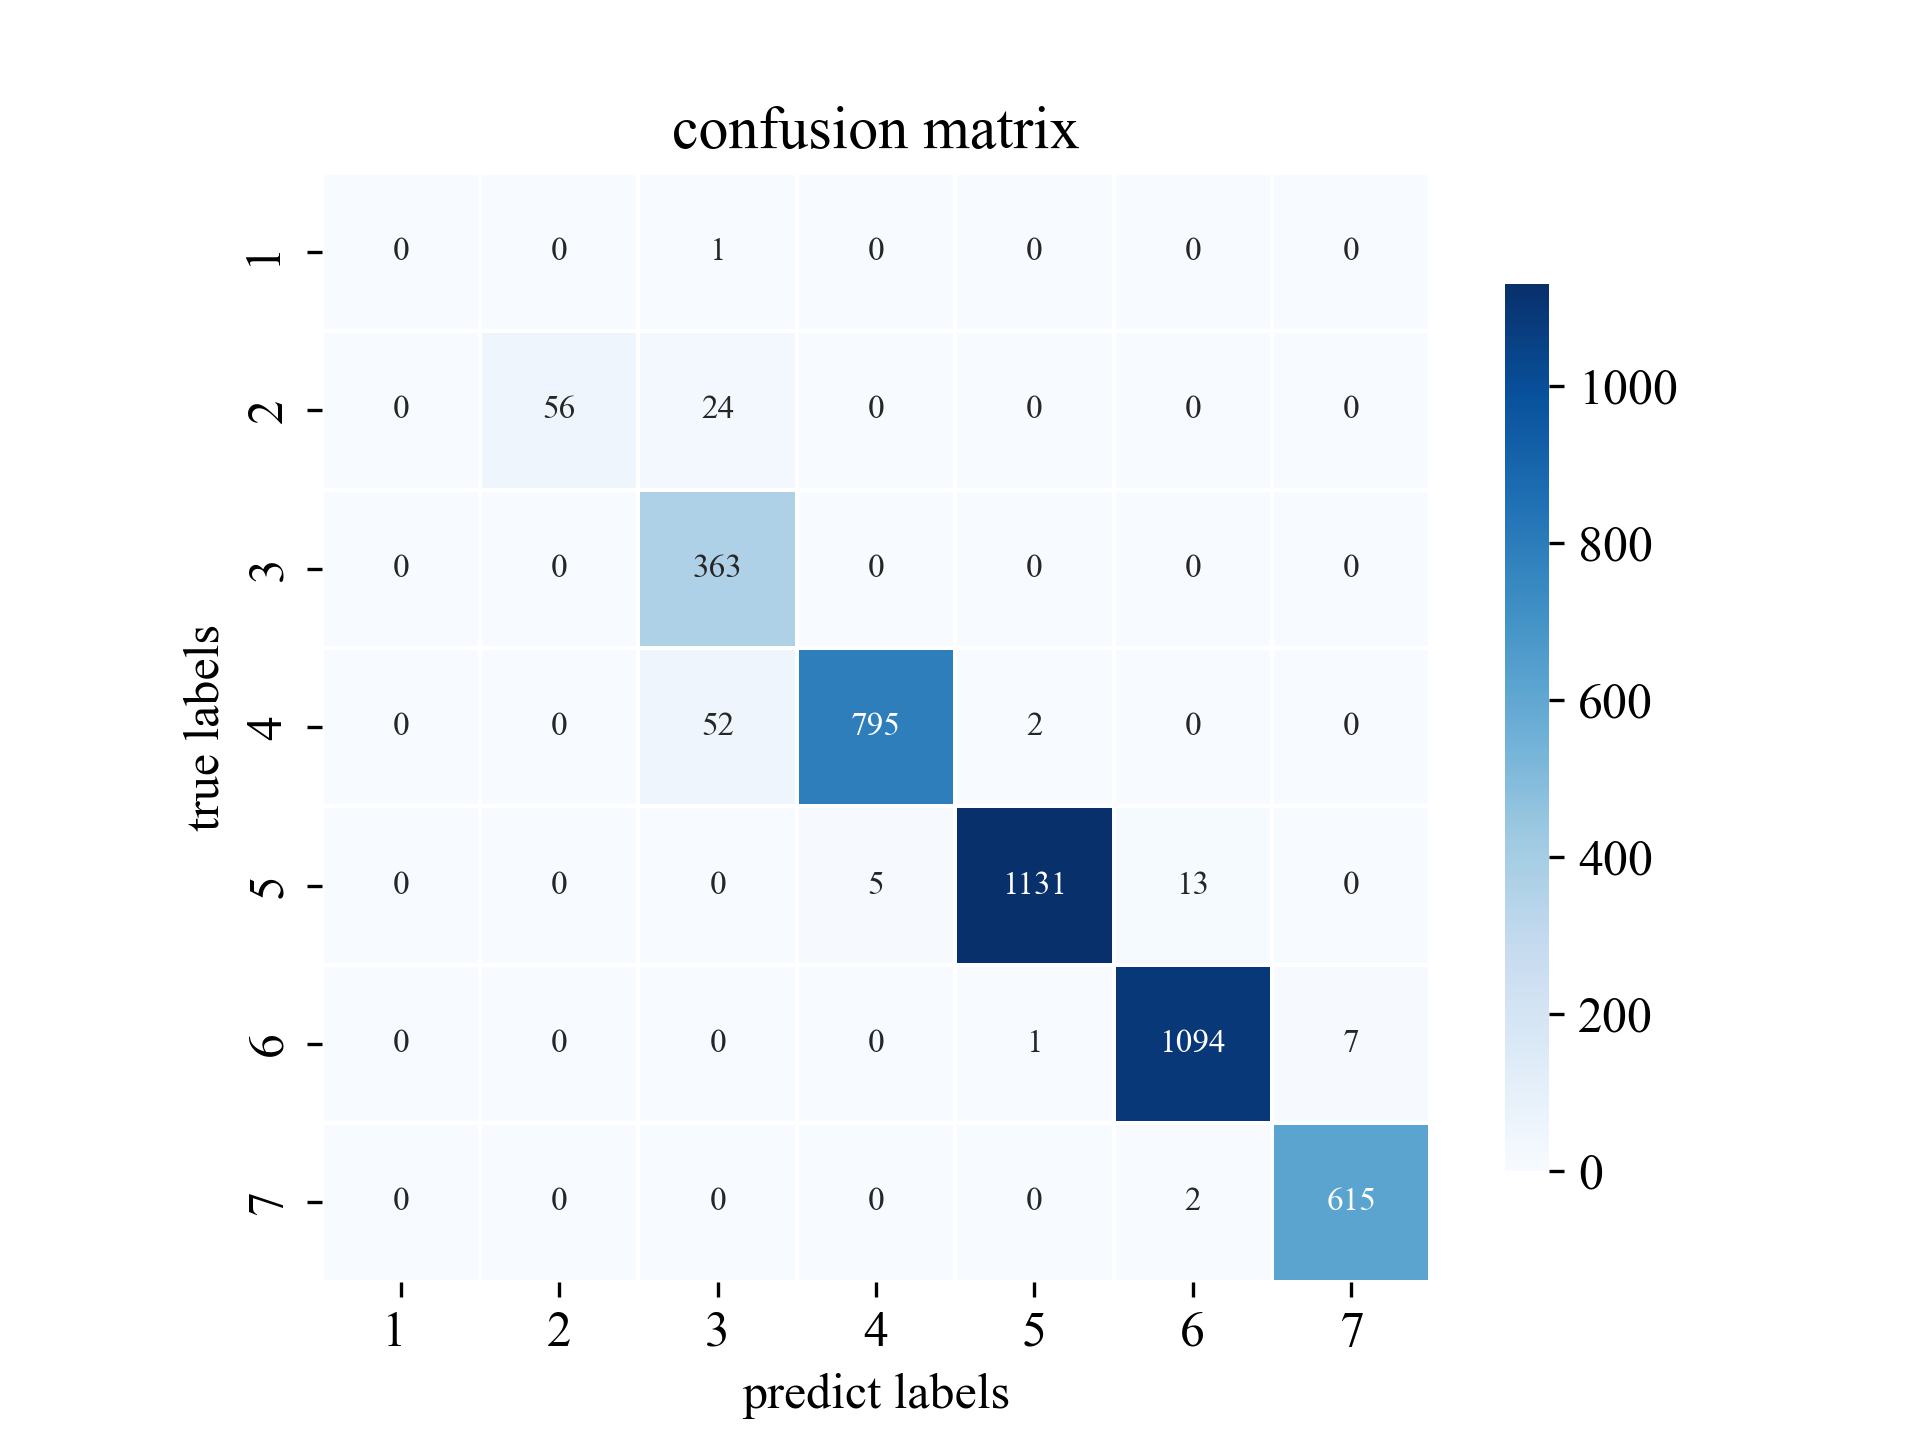 confusion matrix
1 0 0 1 0 0 0 0
2 0 56 24 0 0 0 0
3 0 0 363 0 0 0 0
4 0 0 52 795 2 0 0
5 0 0 0 5 1131 13 0
6 0 0 0 0 1 1094 7
7 0 0 0 0 0 2 615
1 2 3 4 5 6 7
predict labels
true labels
1000
800
600
400
200
0